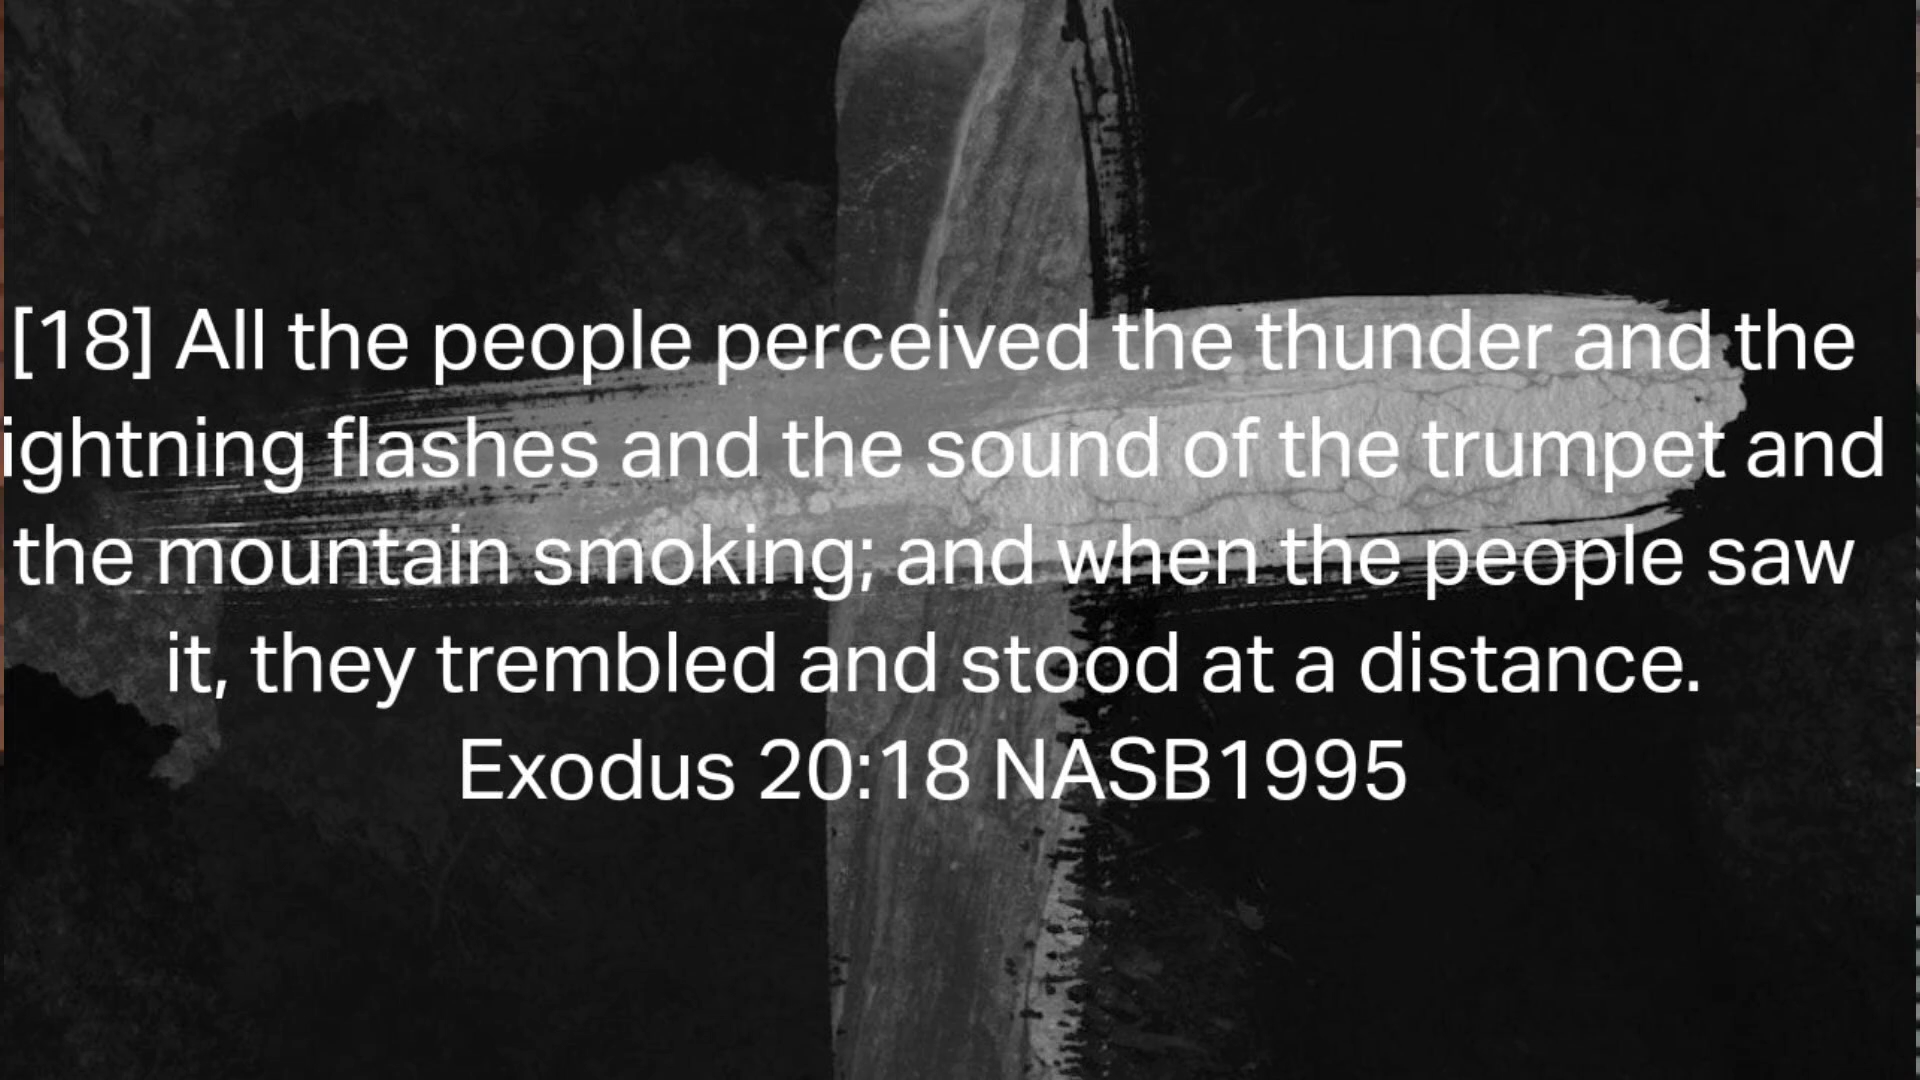 [18] All the people perceived the thunder and the
ightning flashes and the sound of the trumpet and
the mountain smoking; and when the people saw
it, they trembled and stood at a distance.
Exodus 20:18 NASB1995